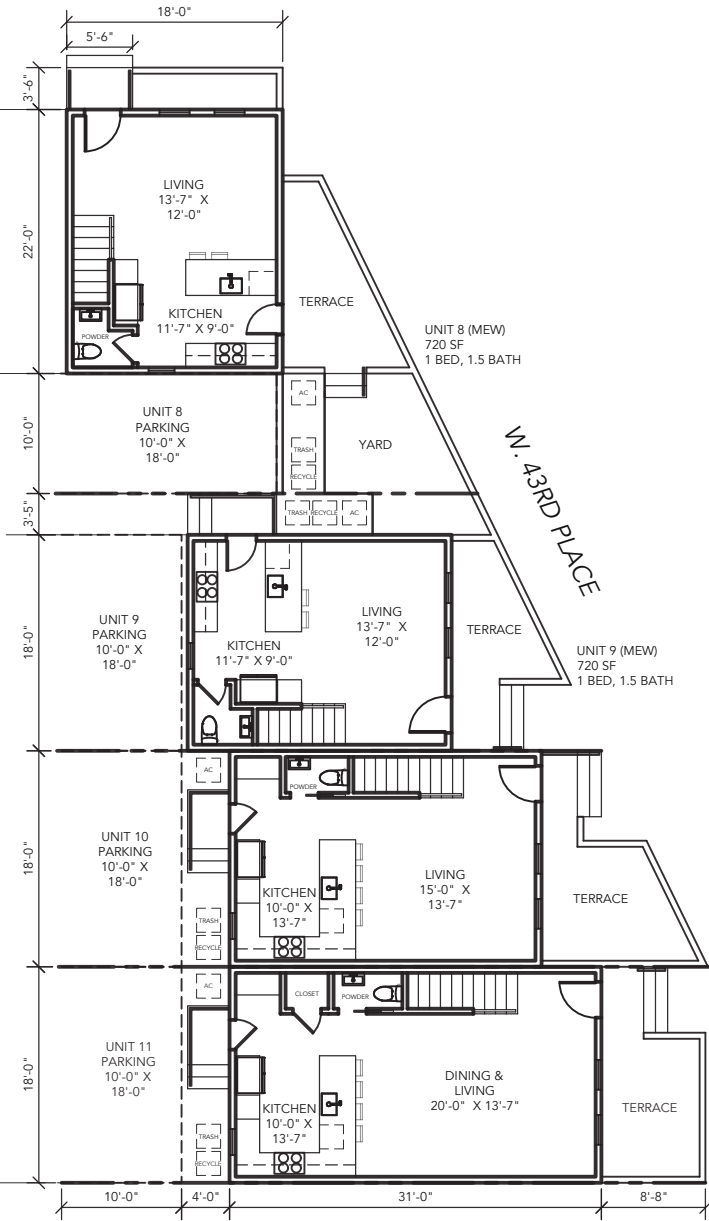 18'-0"
5'-6"
3'-6"
22'-0"
LIVING
13'-7" X
12'-0"
KITCHEN
11'-7" X 9'-0"
POWDER
TERRACE
UNIT 8 (MEW)
720 SF
1 BED, 1.5 BATH
10'-0"
UNIT 8
PARKING
10'-0" X
18'-0"
AC
TRASH
RECYCLE
YARD
W. 43RD PLACE
3'-5"
TRASH
RECYCLE
AC
18'-0"
UNIT 9
PARKING
10'-0" X
18'-0"
LIVING
13'-7" X
12'-0"
KITCHEN
11'-7" X 9'-0"
TERRACE
UNIT 9 (MEW)
720 SF
1 BED, 1.5 BATH
18'-0"
UNIT 10
PARKING
10'-0" X
18'-0"
AC
TRASH
RECYCLE
POWDER
KITCHEN
10'-0" X
13'-7"
LIVING
15'-0" X
13'-7"
TERRACE
18'-0"
UNIT 11
PARKING
10'-0" X
18'-0"
AC
TRASH
RECYCLE
CLOSET
POWDER
KITCHEN
10'-0" X
13'-7"
DINING &
LIVING
20'-0" X 13'-7"
TERRACE
10'-0"
4'-0"
31'-0"
8'-8"